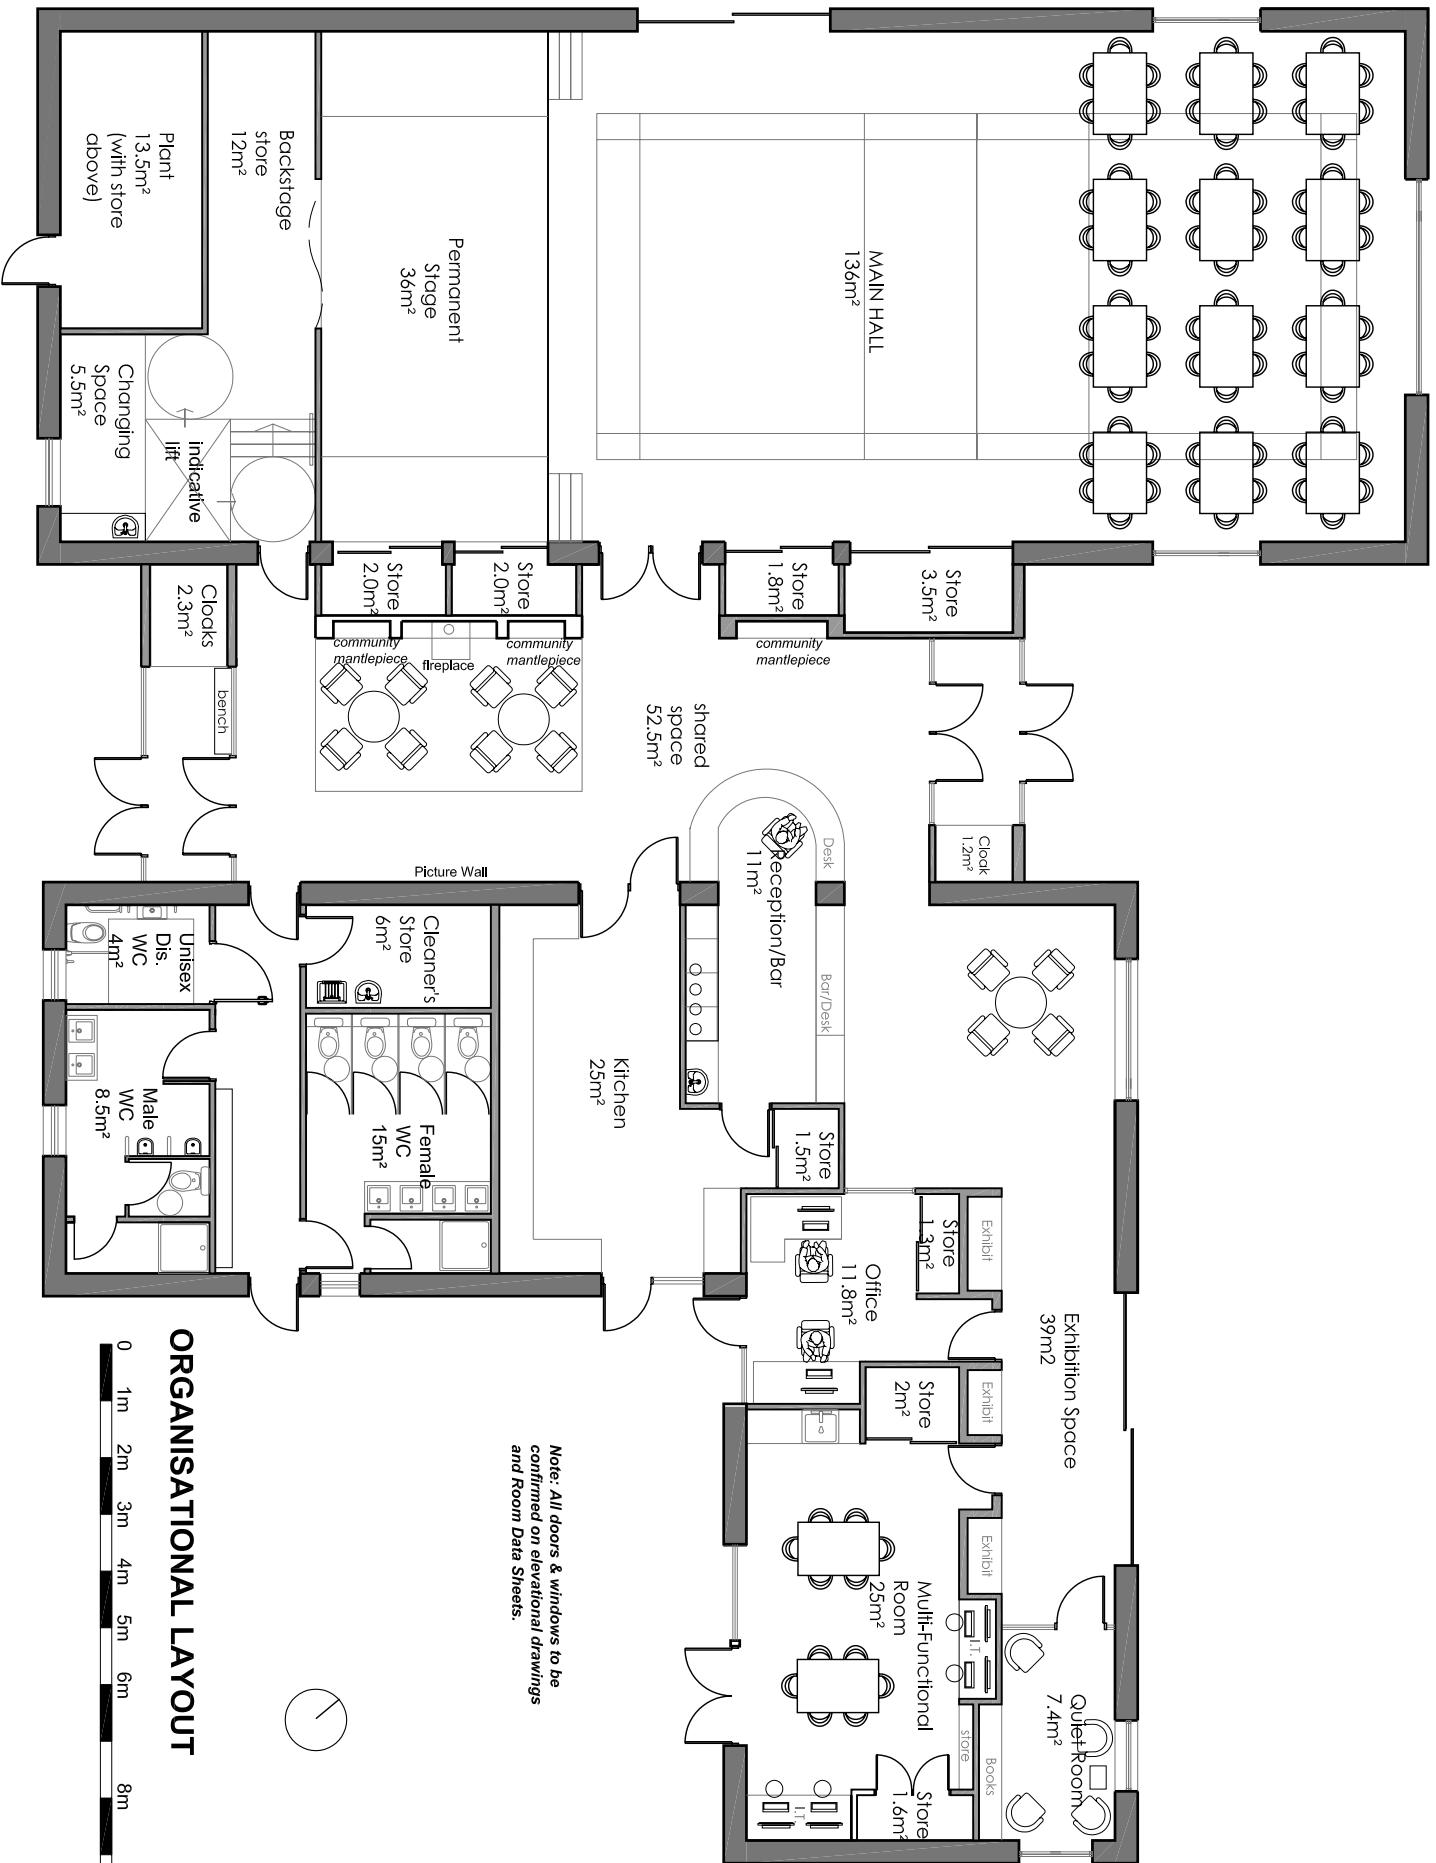 Plant
13.5m²
(with store
above)
Backstage
store
12m²
Permanent
Stage
36m²
MAIN HALL
136m²
Changing
Space
5.5m²
indicative
lift
Cloaks
2.3m²
Store
2.0m²
Store
2.0m²
Store
1.8m²
Store
3.5m²
community
mantlepiece
fireplace
community
mantlepiece
community
mantlepiece
bench
shared
space
52.5m²
Desk
Cloak
1.2m²
Picture Wall
Reception/Bar
11m²
Bar/Desk
Unisex
Dis.
WC
4m²
Cleaner's
Store
6m²
Kitchen
25m²
Male
WC
8.5m²
Female
WC
15m²
Store
1.5m²
Store
1.3m²
Exhibit
Office
11.8m²
Exhibition Space
39m2
Store
2m²
Exhibit
Exhibit
Multi-Functional
Room
25m²
I.T.
Quiet Room
7.4m²
store
Books
Store
1.6m²
I.T.
Note: All doors & windows to be
confirmed on elevational drawings
and Room Data Sheets.
ORGANISATIONAL LAYOUT
0 1m 2m 3m 4m 5m 6m 8m